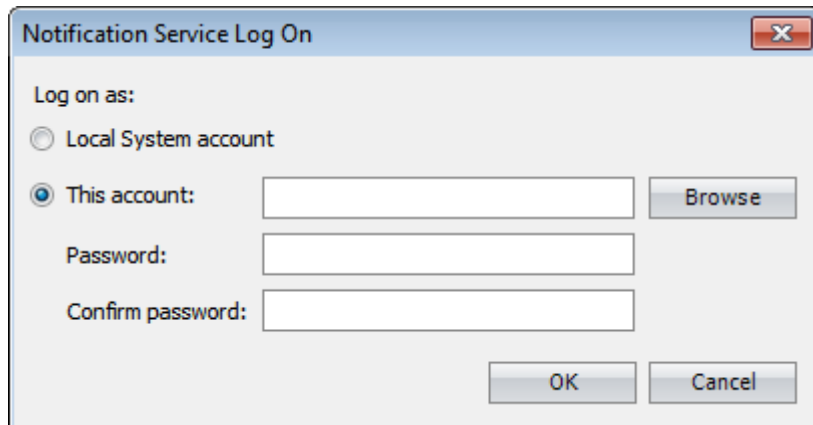 Notification Service Log On
Log on as:
Local System account
This account:
Browse
Password:
Confirm password:
OK
Cancel